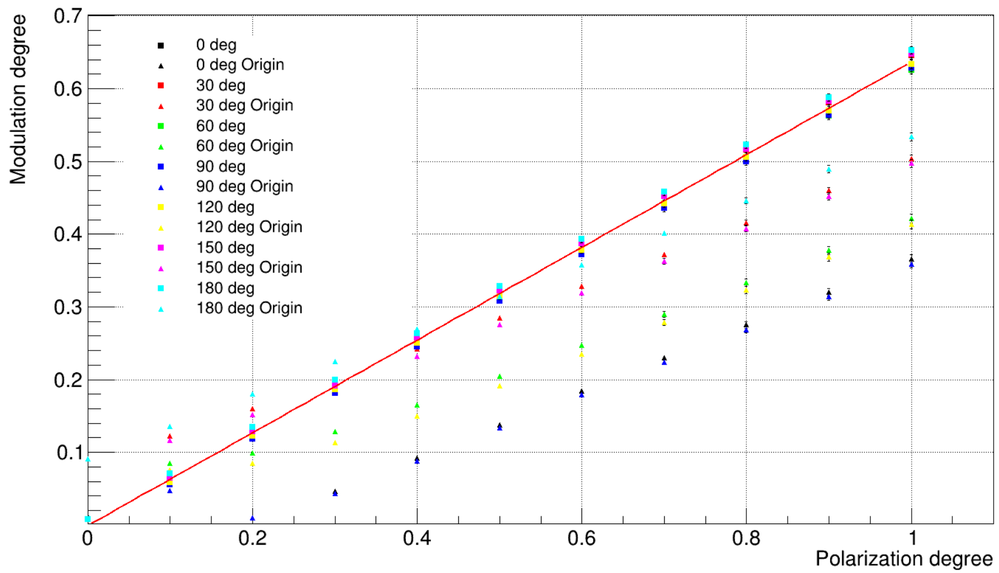 Modulation degree
0.7
0.6
0.5
0.4
0.3
0.2
0.1
0 deg
0 deg Origin
30 deg
30 deg Origin
60 deg
60 deg Origin
90 deg
90 deg Origin
120 deg
120 deg Origin
150 deg
150 deg Origin
180 deg
180 deg Origin
0 0.2 0.4 0.6 0.8 1
Polarization degree